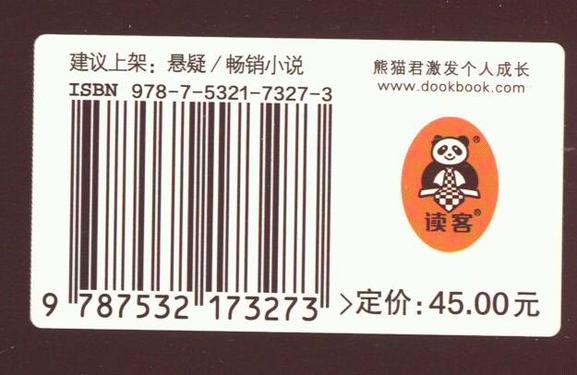 建议上架：悬疑/畅销小说
ISBN 978-7-5321-7327-3
9 787532 173273 >
熊猫君激发个人成长
www.dookbook.com
读客
定价：45.00元